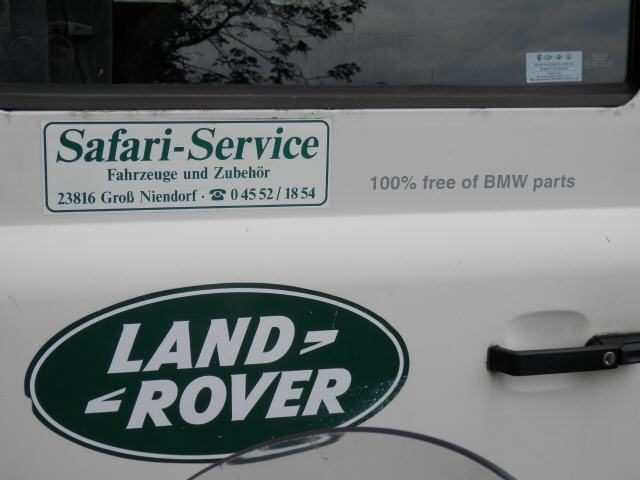 Safari-Service
Fahrzeuge und Zubehör
23816 Groß Niendorf · ☎ 0 45 52 / 18 54
100% free of BMW parts
LAND
ROVER